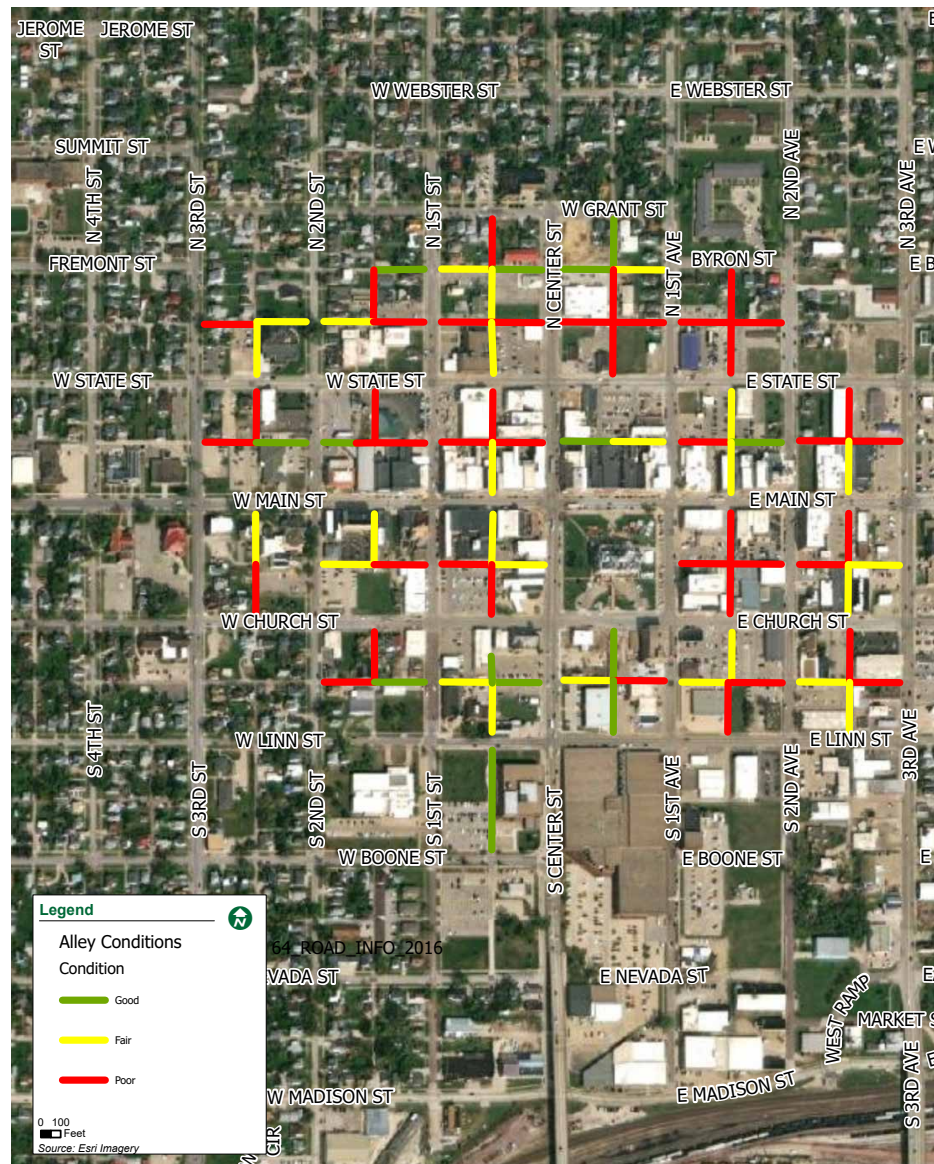 JEROME
ST
JEROME ST
W WEBSTER ST
E WEBSTER ST
SUMMIT ST
N 4TH ST
N 3RD ST
N 2ND ST
N 1ST ST
N CENTER ST
W GRANT ST
N 1ST AVE
N 2ND AVE
N 3RD AVE
FREMONT ST
BYRON ST
W STATE ST
W STATE ST
E STATE ST
W MAIN ST
E MAIN ST
W CHURCH ST
E CHURCH ST
S 4TH ST
S 3RD ST
W LINN ST
S 2ND ST
S 1ST ST
S CENTER ST
S 1ST AVE
S 2ND AVE
E LINN ST
3RD AVE
W BOONE ST
E BOONE ST
64_ROAD_INFO_2016
VADA ST
E NEVADA ST
WEST RAMP
MARKET S
W MADISON ST
E MADISON ST
S 3RD AVE
CIR
Legend
N
Alley Conditions
Condition
Good
Fair
Poor
0 100
Feet
Source: Esri Imagery